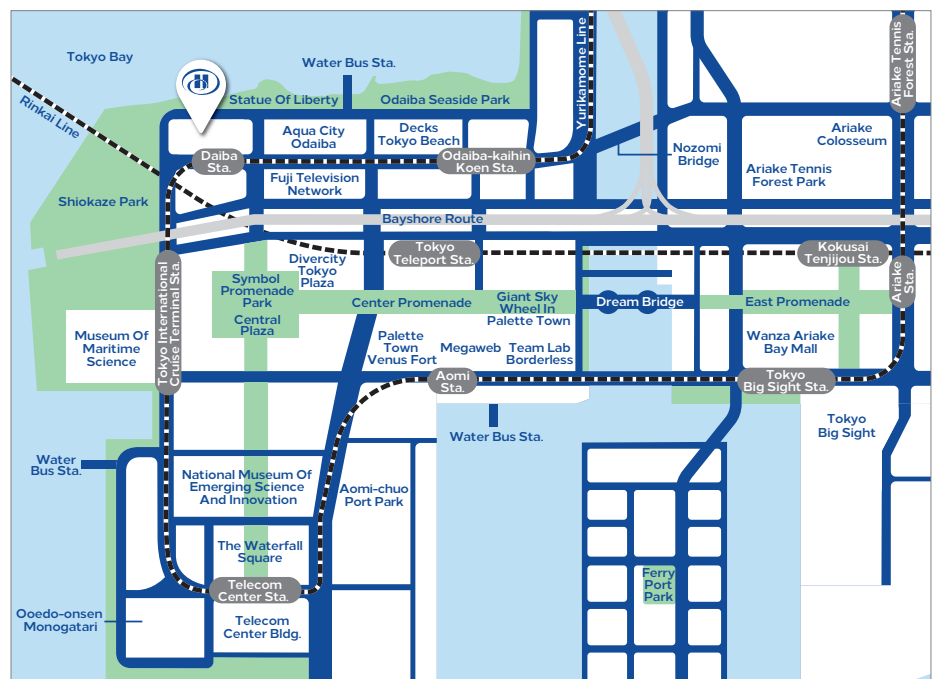 Tokyo Bay
Water Bus Sta.
Yurikamome Line
Ariake Tennis
Forest Sta.
Rinkai Line
H
Statue Of Liberty
Odaiba Seaside Park
Aqua City
Odaiba
Decks
Tokyo Beach
Ariake
Colosseum
Daiba
Sta.
Odaiba-kaihin
Koen Sta.
Nozomi
Bridge
Ariake Tennis
Forest Park
Fuji Television
Network
Shiokaze Park
Bayshore Route
Tokyo
Teleport Sta.
Kokusai
Tenjijou Sta.
Divercity
Tokyo
Plaza
Symbol
Promenade
Park
Central
Plaza
Tokyo International
Cruise Terminal Sta.
Center Promenade
Giant Sky
Wheel In
Palette Town
Dream Bridge
East Promenade
Ariake
Sta.
Museum Of
Maritime
Science
Palette
Town
Venus Fort
Megaweb
Team Lab
Borderless
Wanza Ariake
Bay Mall
Aomi
Sta.
Tokyo
Big Sight Sta.
Water Bus Sta.
Tokyo
Big Sight
Water
Bus Sta.
National Museum Of
Emerging Science
And Innovation
Aomi-chuo
Port Park
The Waterfall
Square
Telecom
Center Sta.
Ferry
Port
Park
Ooedo-onsen
Monogatari
Telecom
Center Bldg.